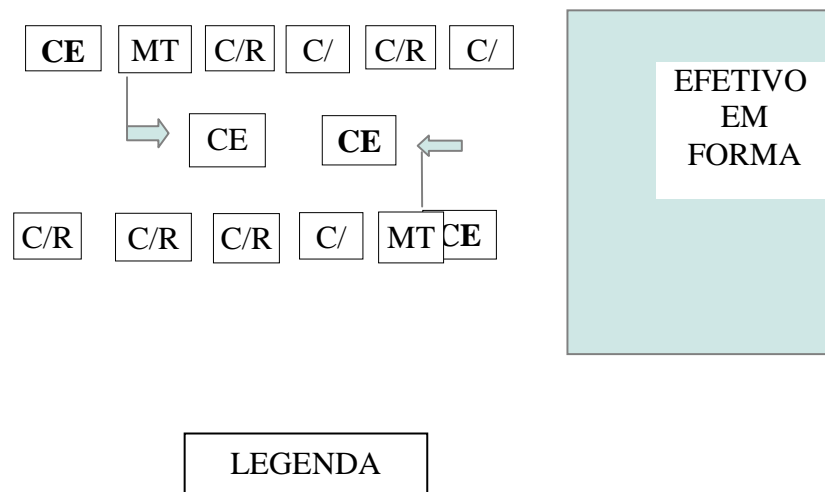 CE MT C/R C/ C/R C/
EFETIVO
EM
FORMA
CE CE
C/R C/R C/R C/ MT CE
LEGENDA